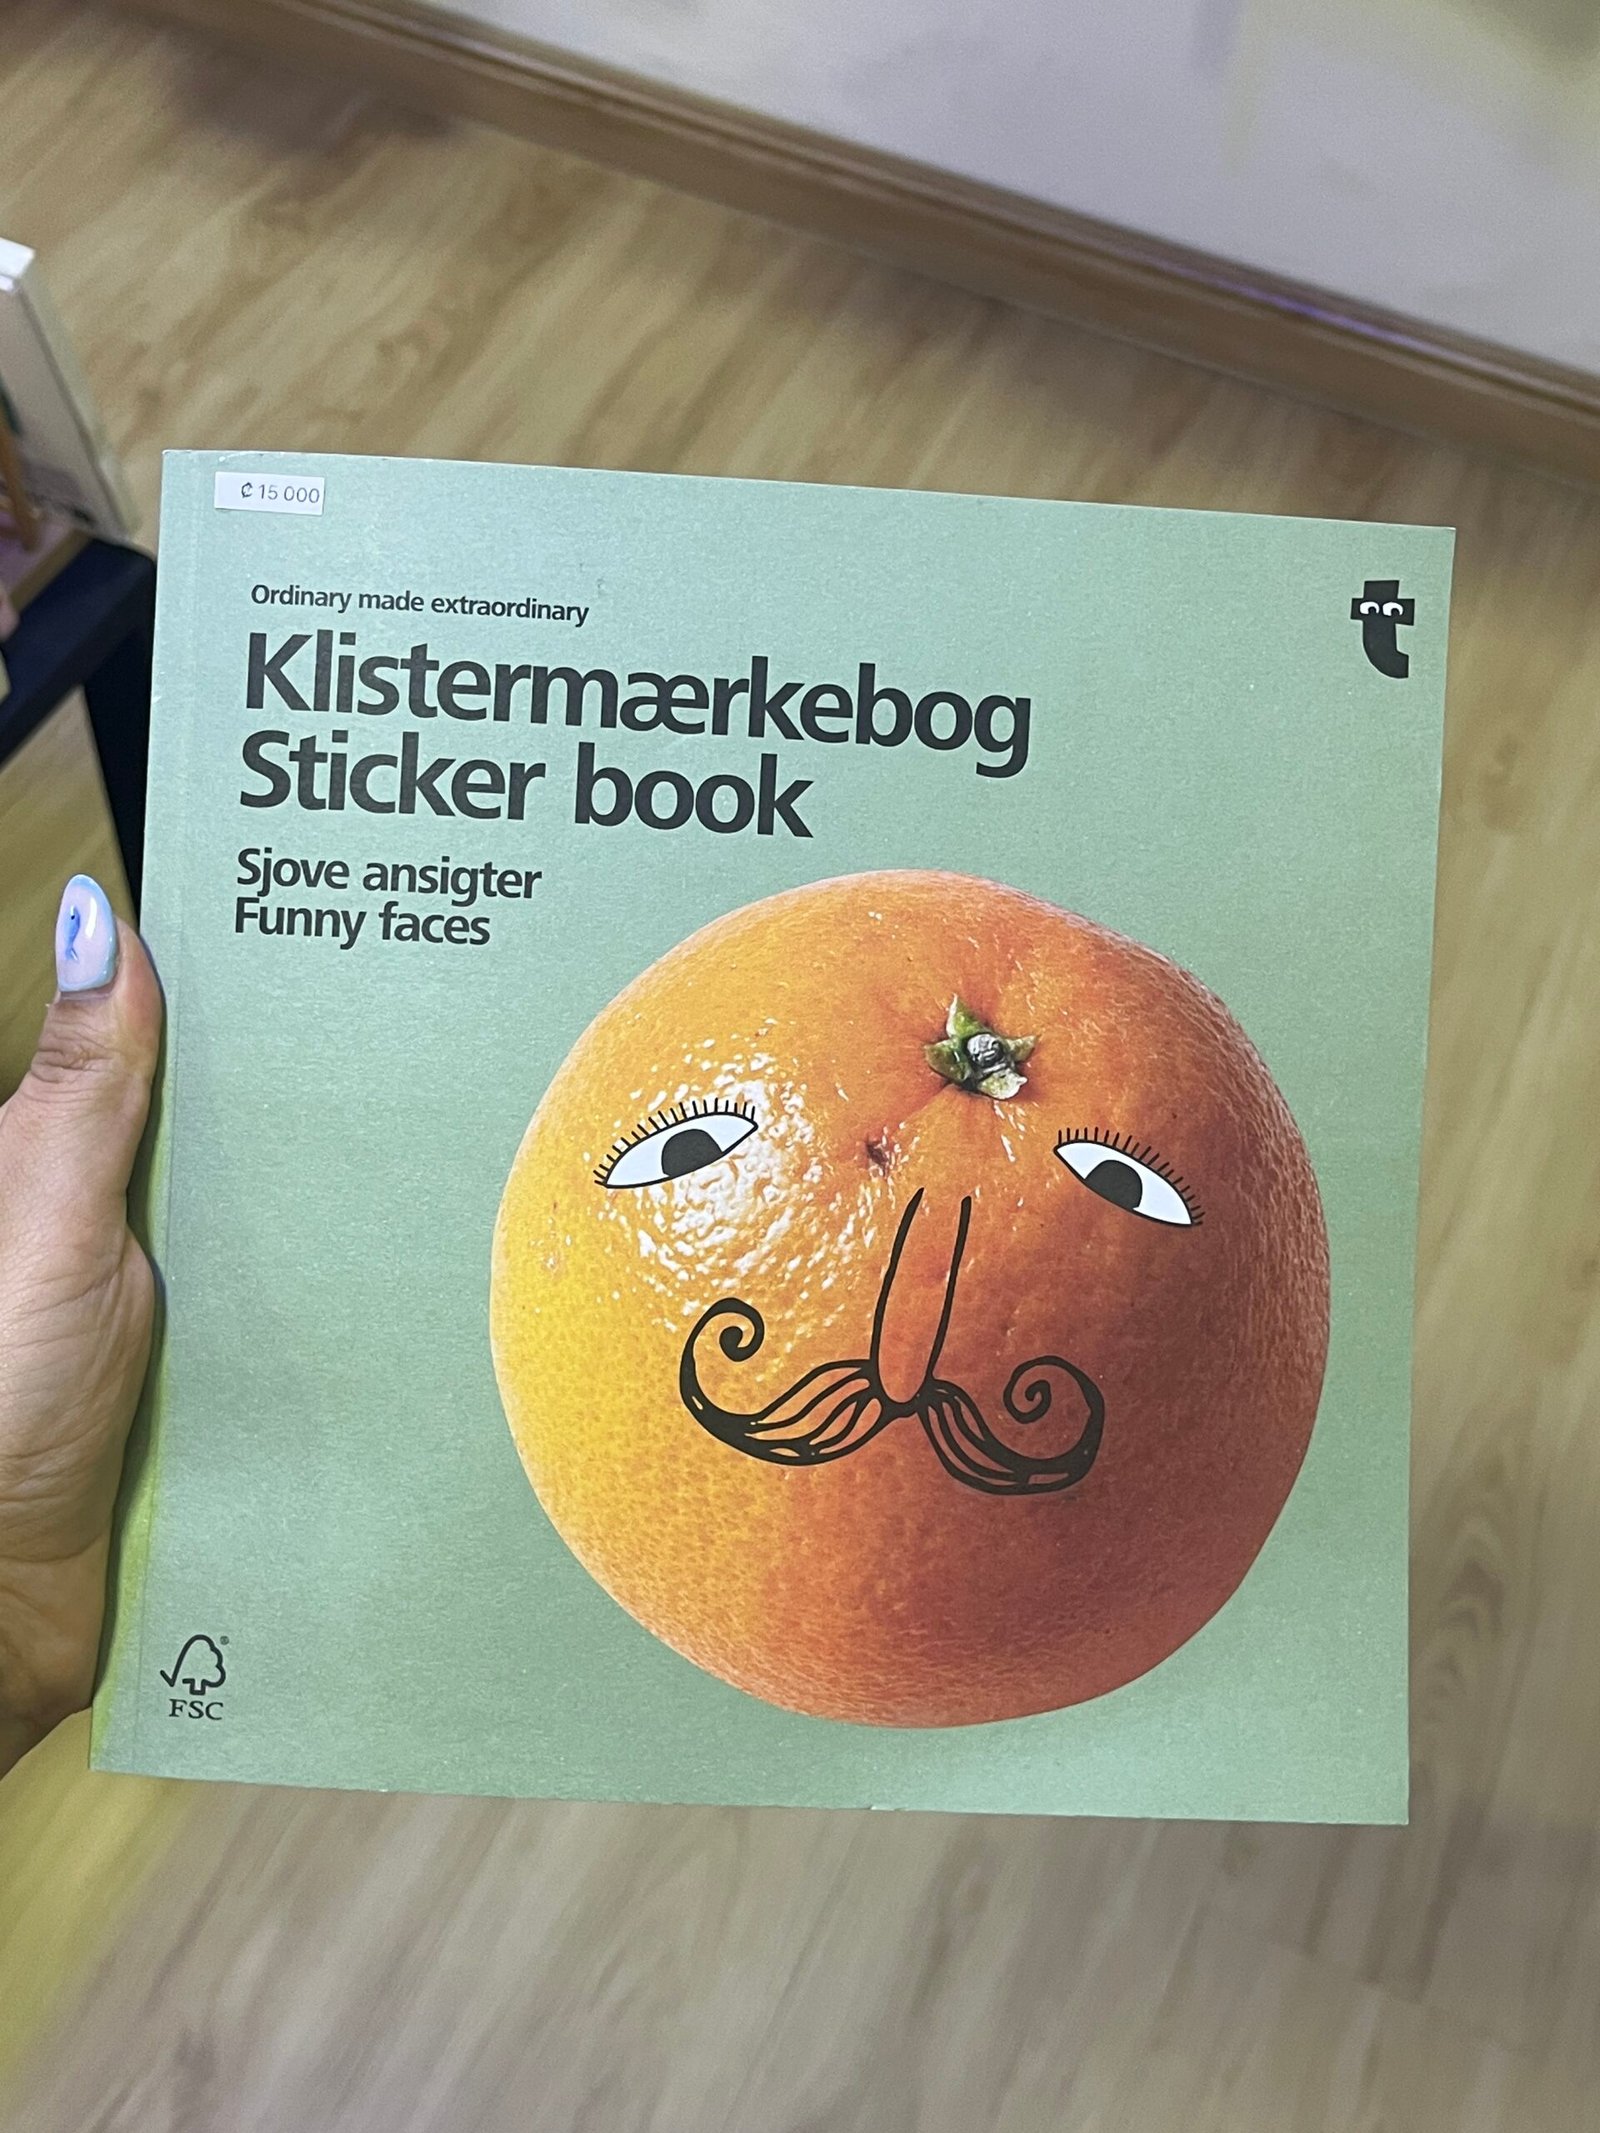 ₡ 15 000
Ordinary made extraordinary
Klistermærkebog
Sticker book
Sjove ansigter
Funny faces
t
®
FSC